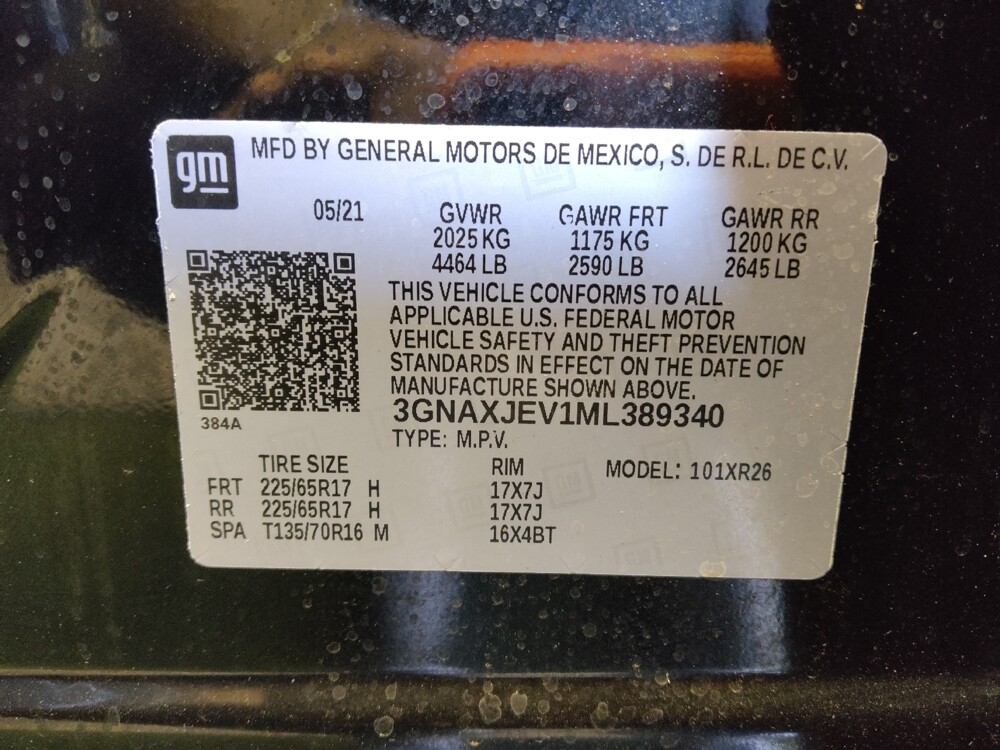 gm
MFD BY GENERAL MOTORS DE MEXICO, S. DE R.L. DE C.V.
05/21 GVWR GAWR FRT GAWR RR
2025 KG 1175 KG 1200 KG
4464 LB 2590 LB 2645 LB
THIS VEHICLE CONFORMS TO ALL
APPLICABLE U.S. FEDERAL MOTOR
VEHICLE SAFETY AND THEFT PREVENTION
STANDARDS IN EFFECT ON THE DATE OF
MANUFACTURE SHOWN ABOVE.
3GNAXJEV1ML389340
384A
TYPE: M.P.V.
TIRE SIZE RIM MODEL: 101XR26
FRT 225/65R17 H 17X7J
RR 225/65R17 H 17X7J
SPA T135/70R16 M 16X4BT